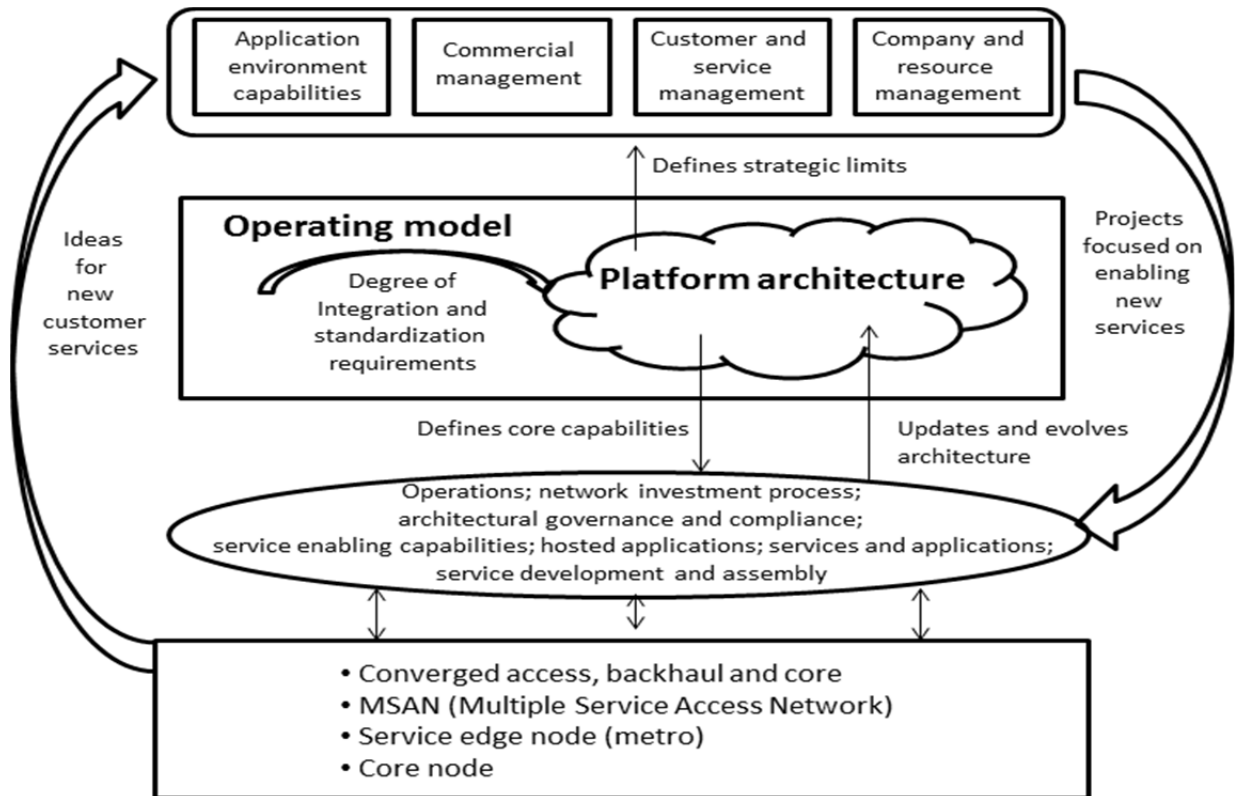 Application
environment
capabilities
Commercial
management
Customer and
service
management
Company and
resource
management
Defines strategic limits
Operating model
Platform architecture
Degree of
Integration and
standardization
requirements
Ideas
for
new
customer
services
Projects
focused on
enabling
new
services
Defines core capabilities
Updates and evolves
architecture
Operations; network investment process;
architectural governance and compliance;
service enabling capabilities; hosted applications; services and applications;
service development and assembly
• Converged access, backhaul and core
• MSAN (Multiple Service Access Network)
• Service edge node (metro)
• Core node